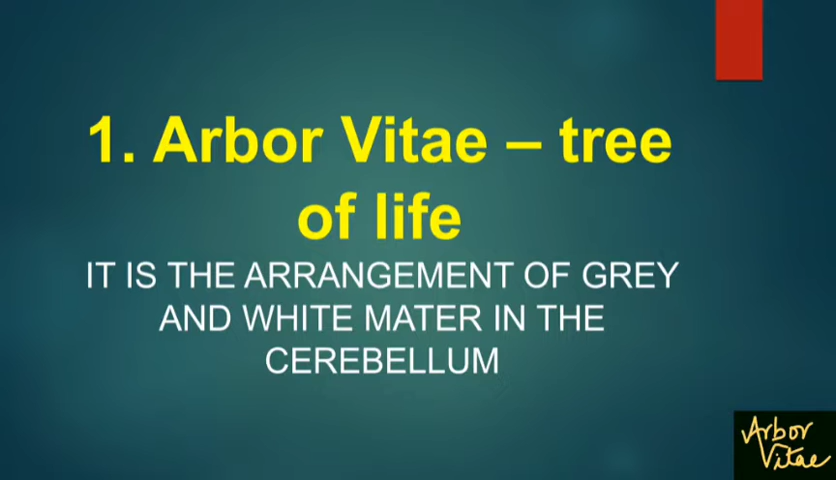 1. Arbor Vitae – tree
of life
IT IS THE ARRANGEMENT OF GREY
AND WHITE MATER IN THE
CEREBELLUM
Arbor
Vitae